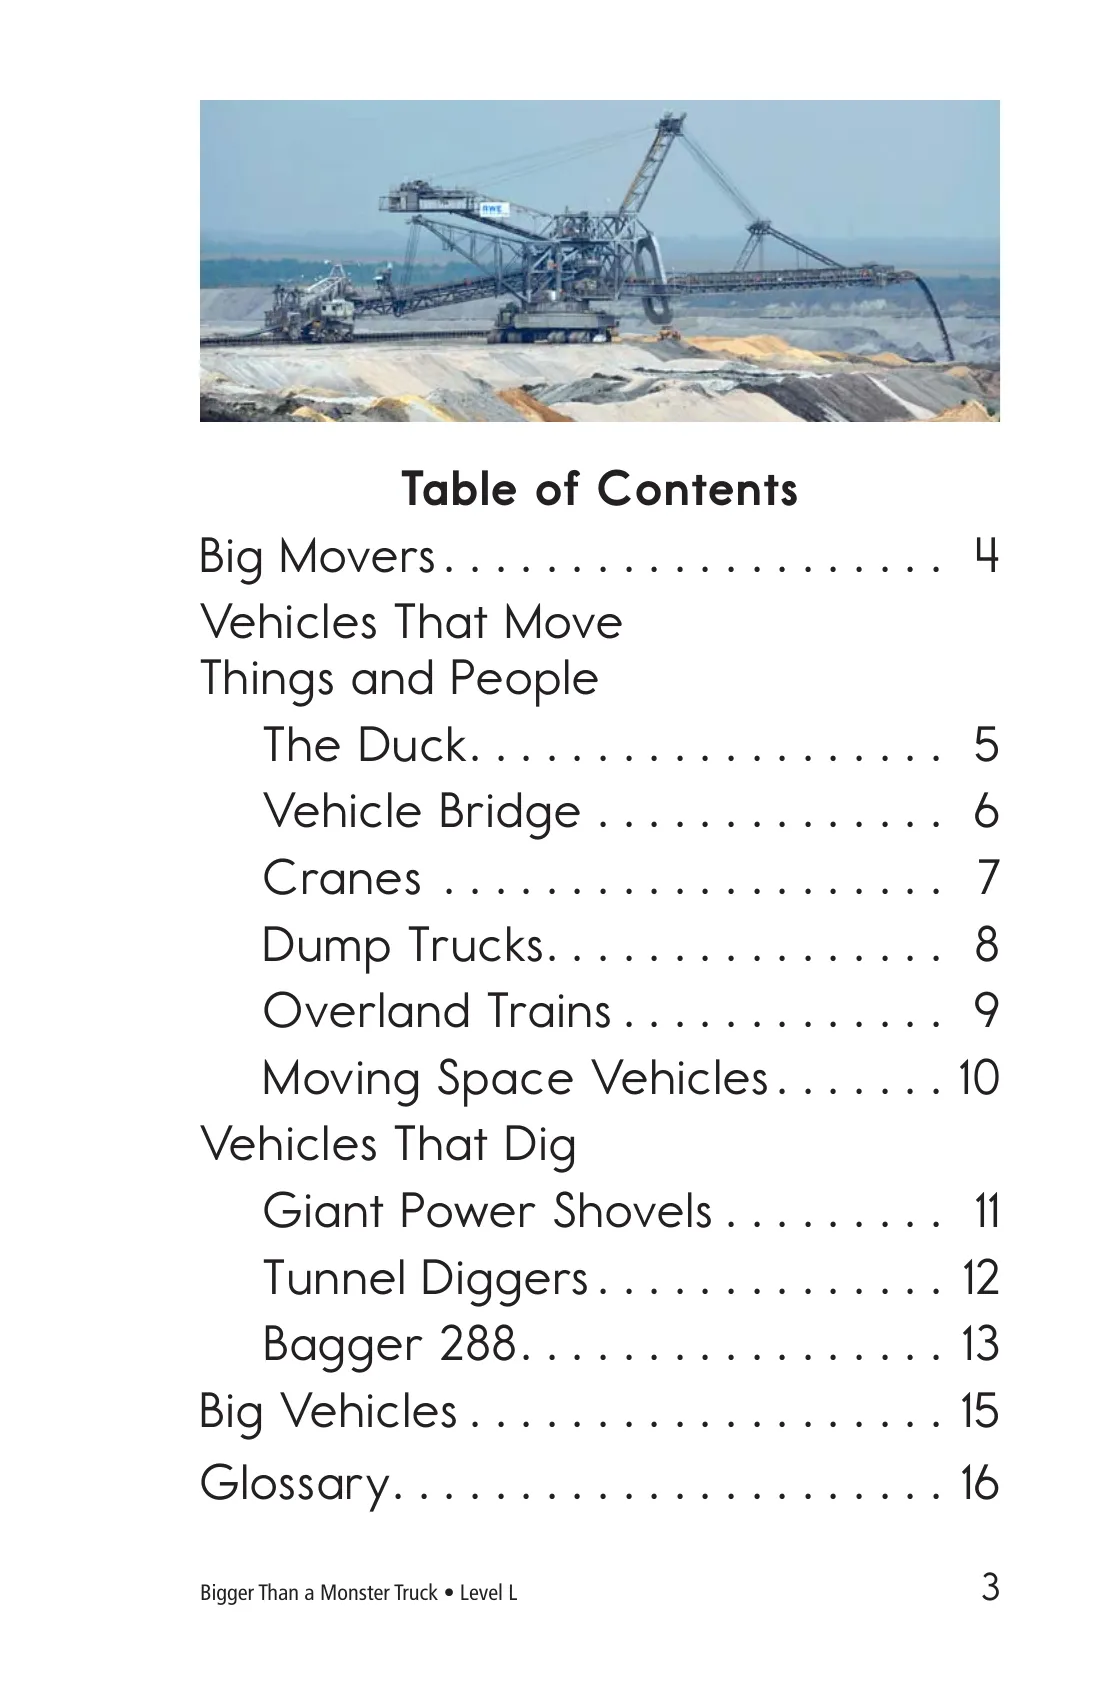 RWE
Table of Contents
Big Movers . . . . . . . . . . . . . . . . . . . . 4
Vehicles That Move
Things and People
The Duck. . . . . . . . . . . . . . . . . . . 5
Vehicle Bridge . . . . . . . . . . . . . . 6
Cranes . . . . . . . . . . . . . . . . . . . . 7
Dump Trucks. . . . . . . . . . . . . . . . 8
Overland Trains . . . . . . . . . . . . . 9
Moving Space Vehicles . . . . . . . 10
Vehicles That Dig
Giant Power Shovels . . . . . . . . . 11
Tunnel Diggers . . . . . . . . . . . . . . 12
Bagger 288. . . . . . . . . . . . . . . . . 13
Big Vehicles . . . . . . . . . . . . . . . . . . . 15
Glossary. . . . . . . . . . . . . . . . . . . . . . 16
Bigger Than a Monster Truck • Level L 3